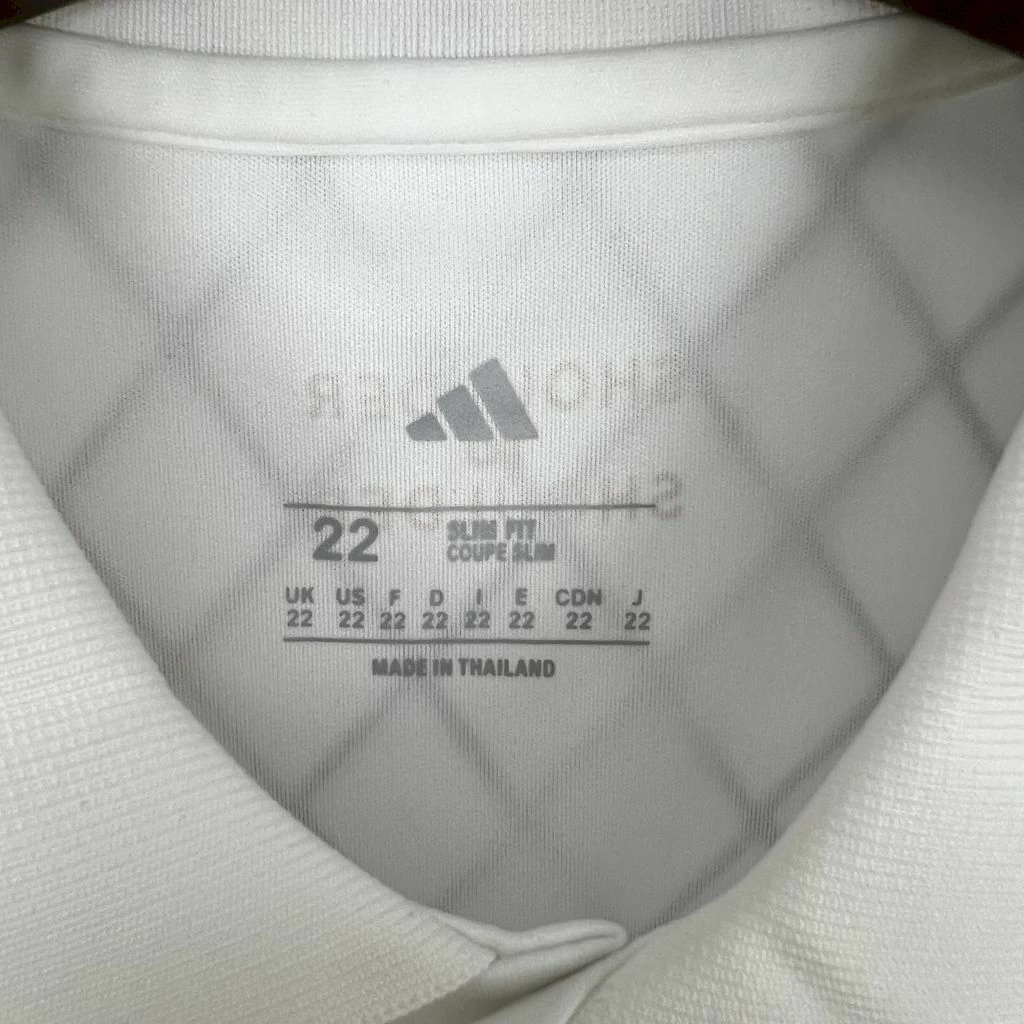 22
SLIM FIT
COUPE SLIM
UK US F D I E CDN J
22 22 22 22 22 22 22 22
MADE IN THAILAND